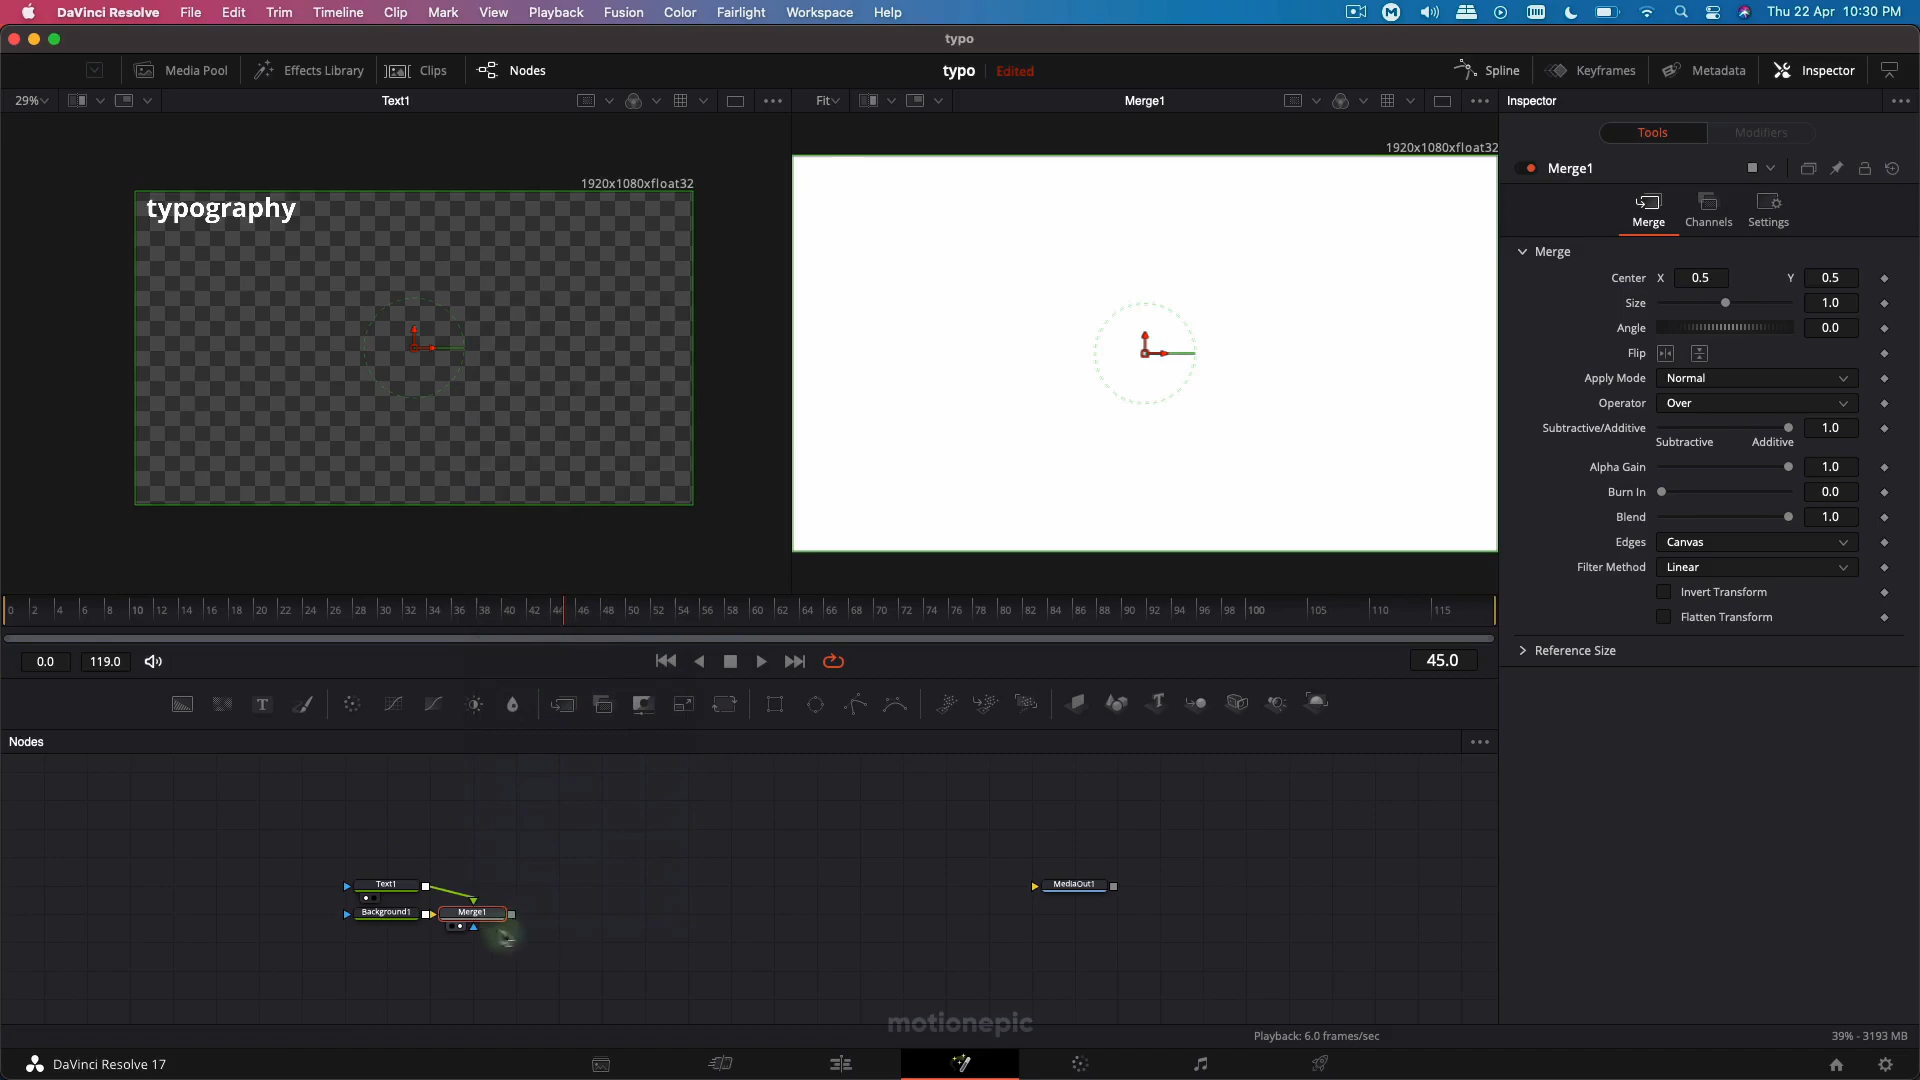 DaVinci Resolve File Edit Trim Timeline Clip Mark View Playback Fusion Color Fairlight Workspace Help Thu 22 Apr 10:30 PM
typo
Media Pool Effects Library Clips Nodes typo Edited Spline Keyframes Metadata Inspector
29% Text1 Fit Merge1 Inspector
Tools Modifiers
1920x1080xfloat32
1920x1080xfloat32
typography
Merge1
Merge Channels Settings
Merge
Center X 0.5 Y 0.5
Size 1.0
Angle 0.0
Flip
Apply Mode Normal
Operator Over
Subtractive/Additive 1.0
Subtractive Additive
Alpha Gain 1.0
Burn In 0.0
Blend 1.0
Edges Canvas
Filter Method Linear
Invert Transform
Flatten Transform
Reference Size
0 2 4 6 8 10 12 14 16 18 20 22 24 26 28 30 32 34 36 38 40 42 44 46 48 50 52 54 56 58 60 62 64 66 68 70 72 74 76 78 80 82 84 86 88 90 92 94 96 98 100 105 110 115
0.0 119.0 45.0
Nodes
Text1
MediaOut1
Background1 Merge1
motionepic
Playback: 6.0 frames/sec 39% - 3193 MB
DaVinci Resolve 17